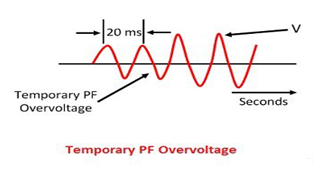 20 ms
V
Temporary PF
Overvoltage
Seconds
Temporary PF Overvoltage